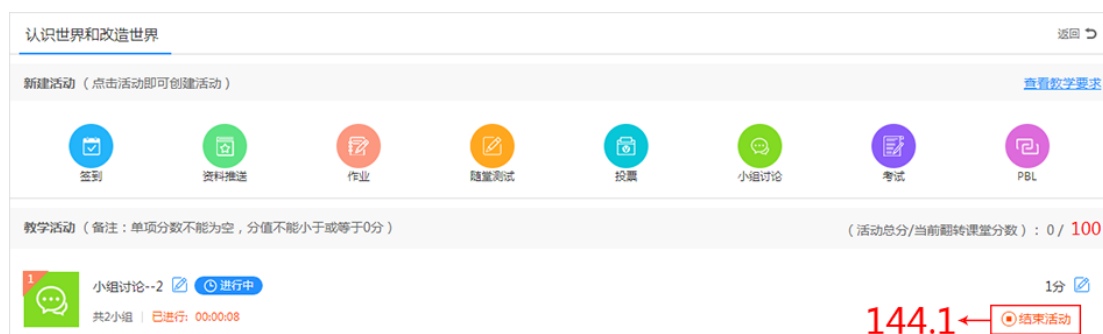 认识世界和改造世界 返回
新建活动（点击活动即可创建活动） 查看教学要求
签到 资料推送 作业 随堂测试 投票 小组讨论 考试 PBL
教学活动（备注：单项分数不能为空，分值不能小于或等于0分） （活动总分/当前翻转课堂分数）：0/ 100
1 小组讨论--2 进行中 1分
共2小组 | 已进行: 00:00:08 144.1 结束活动